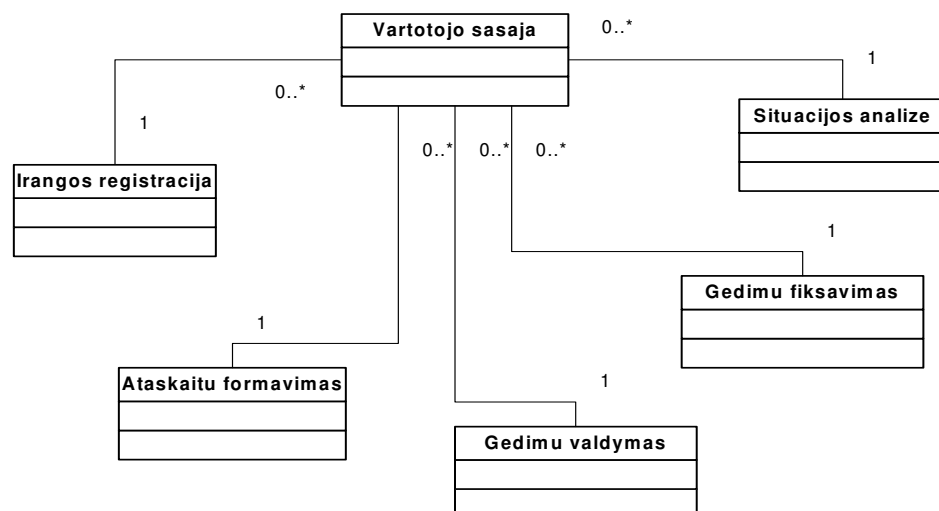 Vartotojo sasaja
0..*
1
0..*
Situacijos analize
1
0..*
0..*
0..*
Irangos registracija
1
Gedimu fiksavimas
1
Ataskaitu formavimas
1
Gedimu valdymas